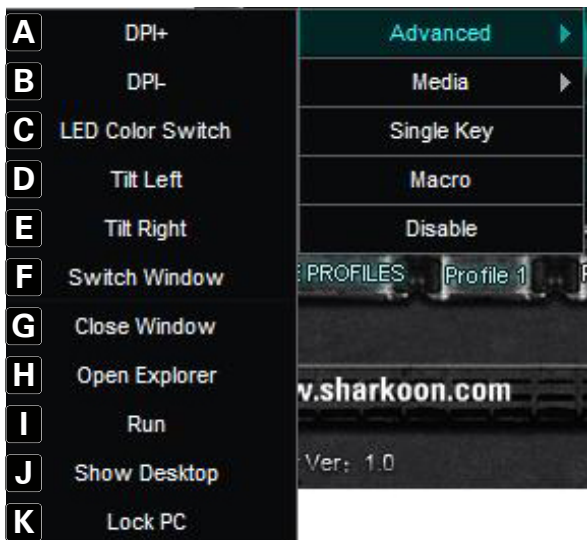 A DPI+ Advanced
B DPI- Media
C LED Color Switch Single Key
D Tilt Left Macro
E Tilt Right Disable
F Switch Window PROFILES Profile 1
G Close Window
H Open Explorer w.sharkoon.com
I Run
J Show Desktop Ver: 1.0
K Lock PC